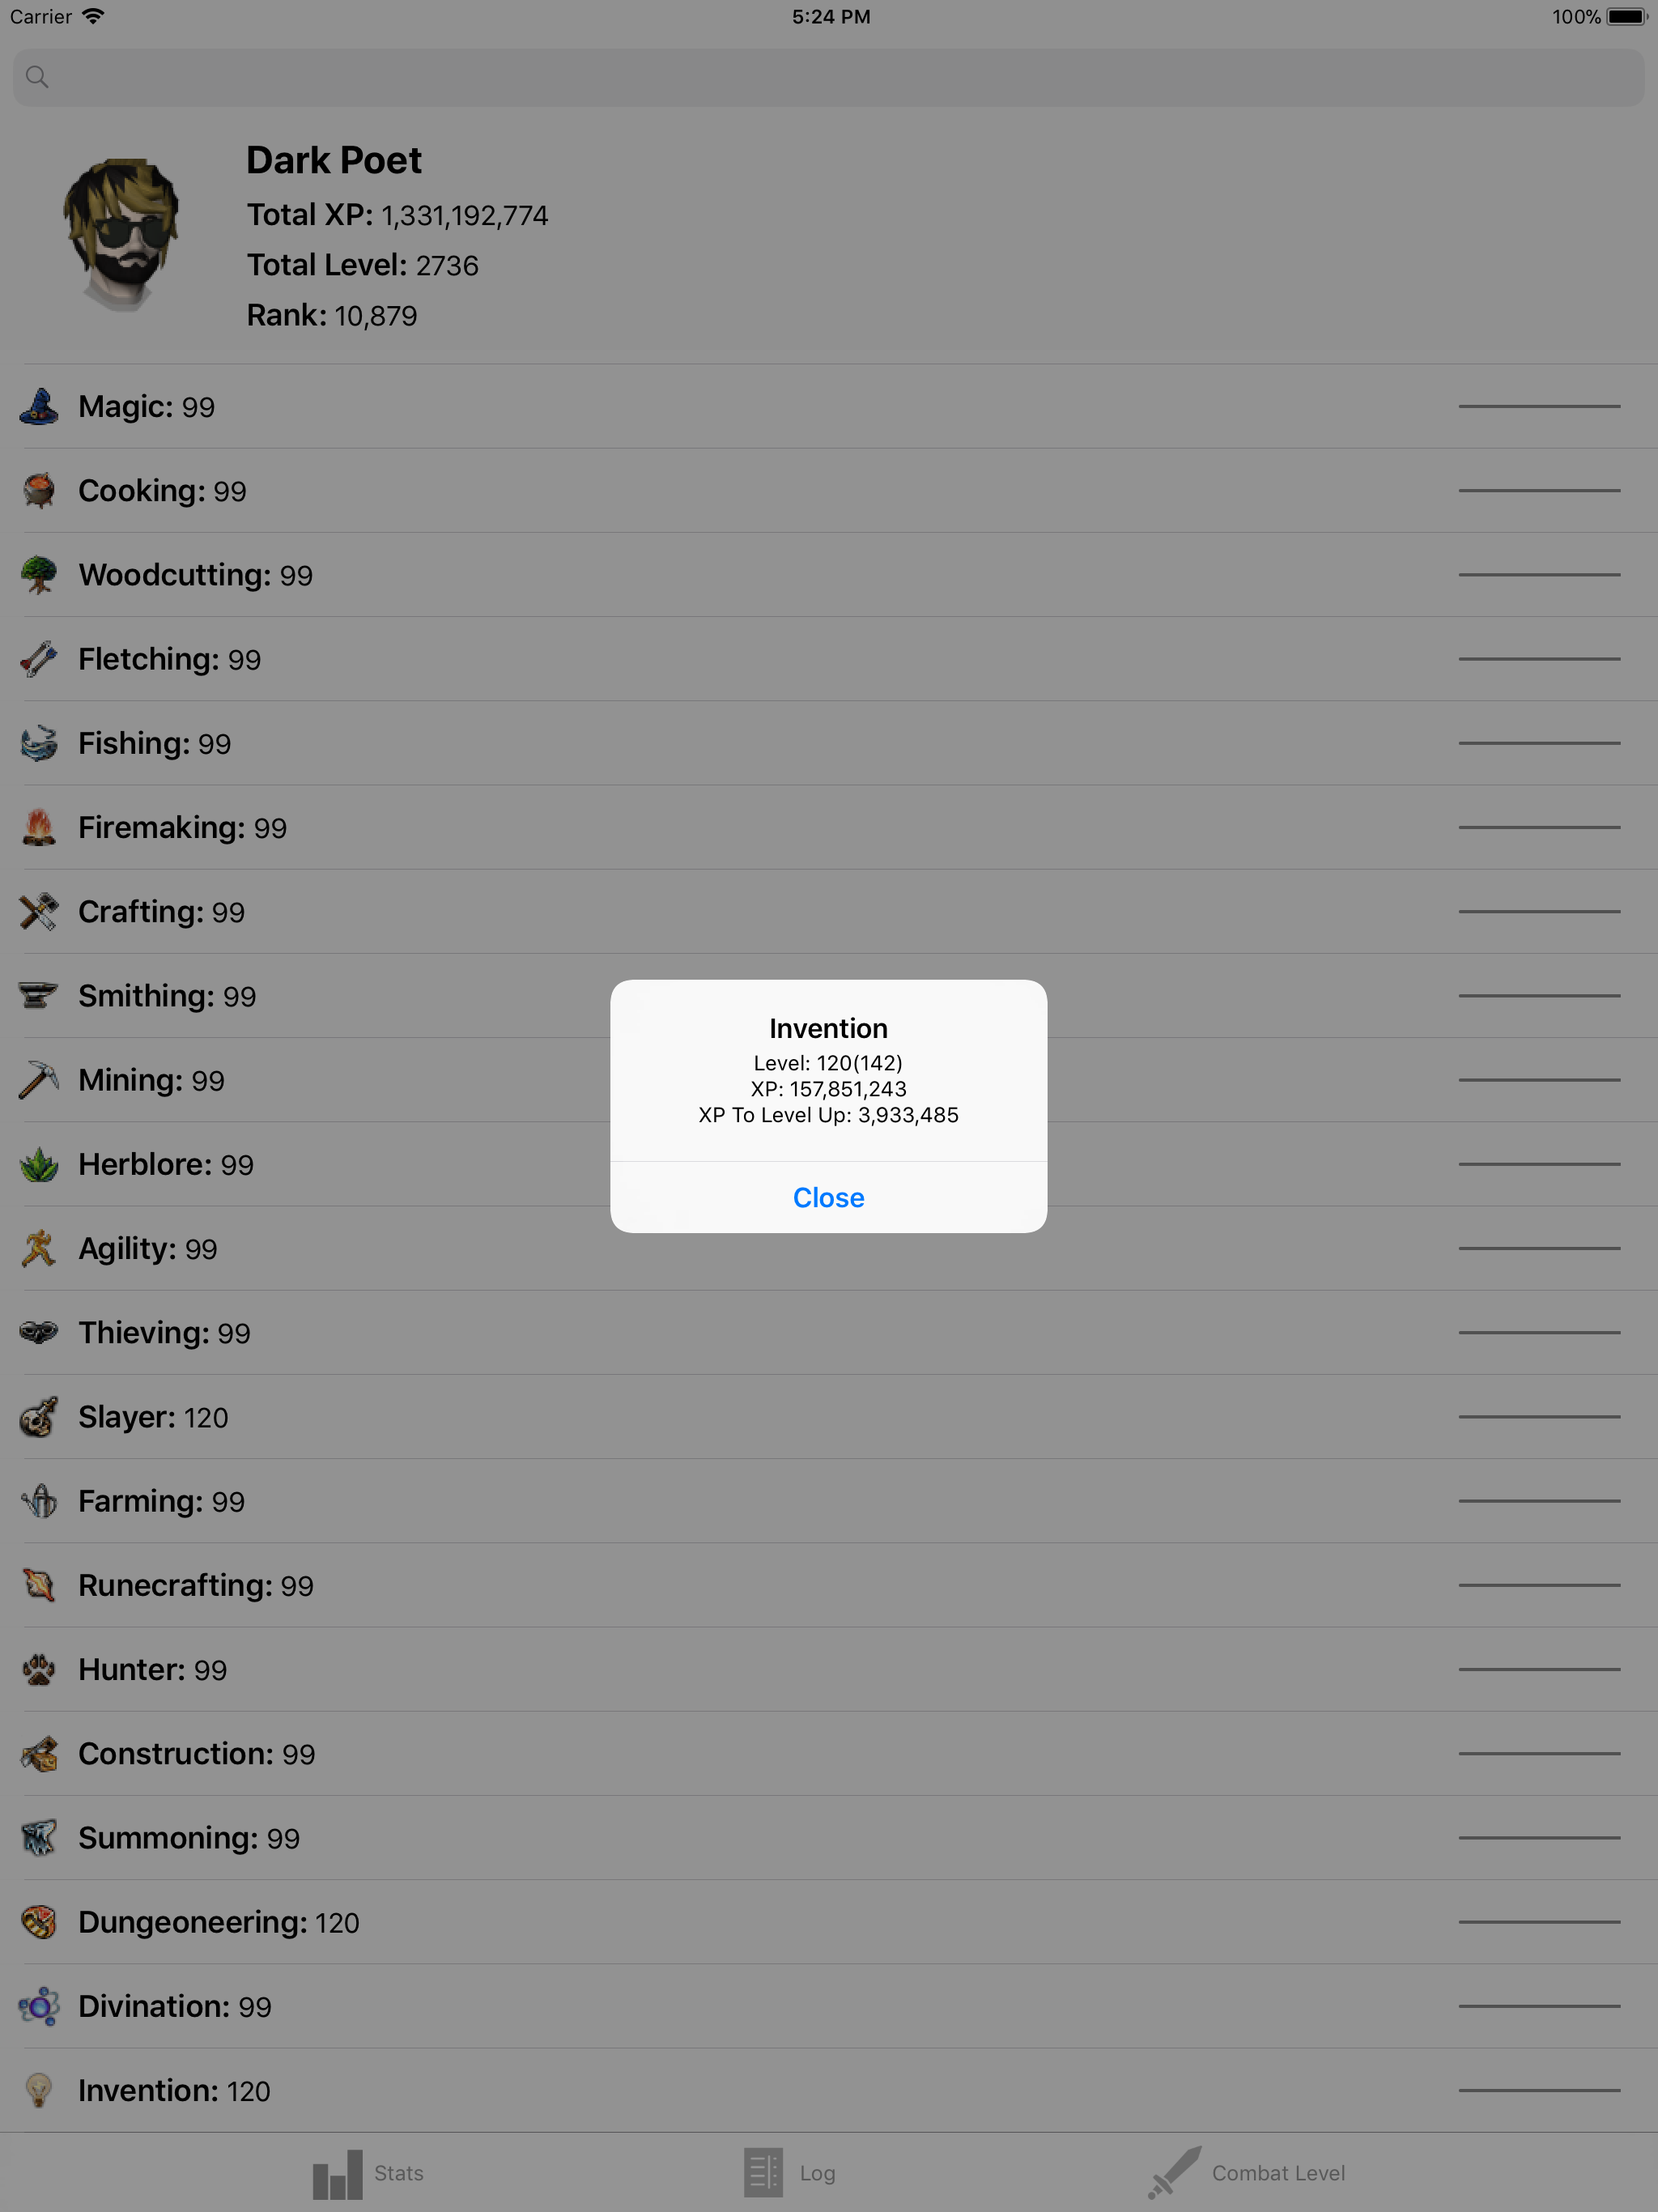 Carrier 5:24 PM 100%
Dark Poet
Total XP: 1,331,192,774
Total Level: 2736
Rank: 10,879
Magic: 99
Cooking: 99
Woodcutting: 99
Fletching: 99
Fishing: 99
Firemaking: 99
Crafting: 99
Smithing: 99
Mining: 99
Herblore: 99
Agility: 99
Thieving: 99
Slayer: 120
Farming: 99
Runecrafting: 99
Hunter: 99
Construction: 99
Summoning: 99
Dungeoneering: 120
Divination: 99
Invention: 120
Invention
Level: 120(142)
XP: 157,851,243
XP To Level Up: 3,933,485
Close
Stats Log Combat Level